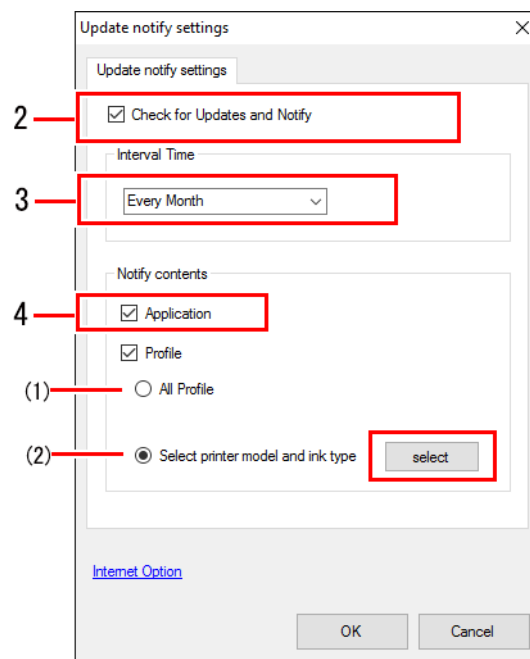 Update notify settings
Update notify settings
2
Check for Updates and Notify
Interval Time
3
Every Month
Notify contents
4
Application
Profile
(1)
All Profile
(2)
Select printer model and ink type
select
Internet Option
OK
Cancel